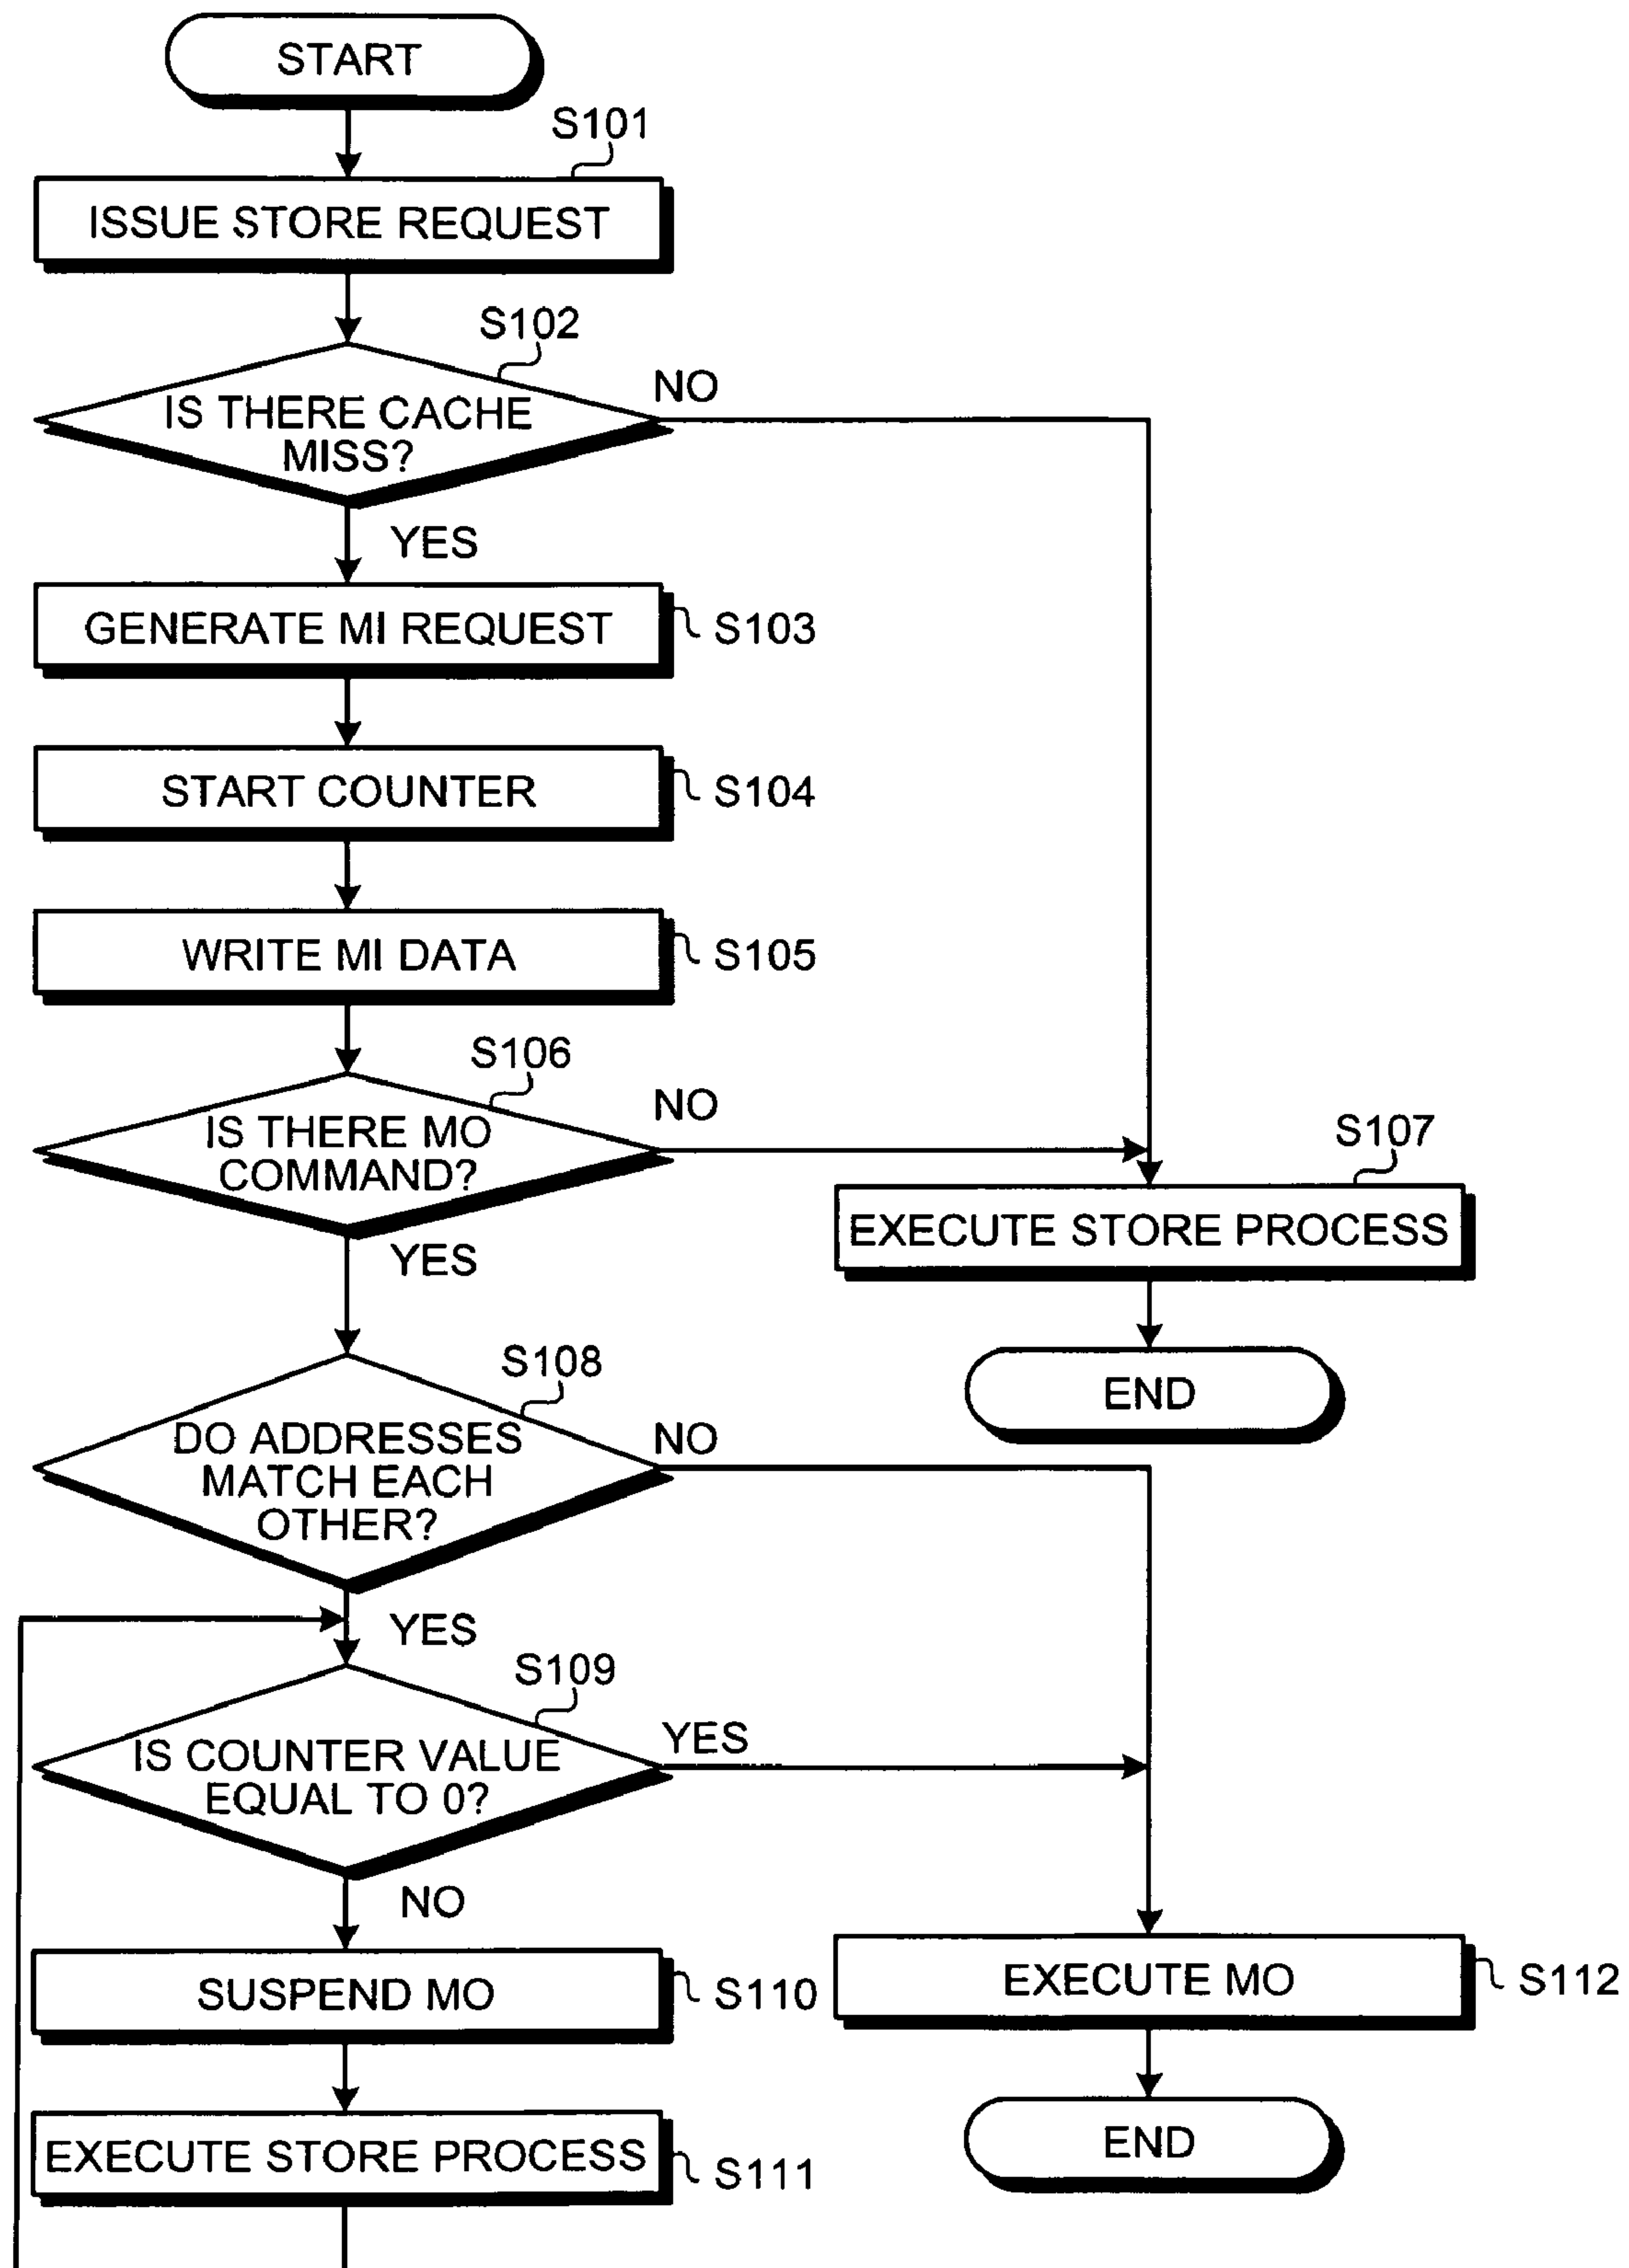 START
S101
ISSUE STORE REQUEST
S102
IS THERE CACHE
MISS?
NO
YES
GENERATE MI REQUEST
S103
START COUNTER
S104
WRITE MI DATA
S105
S106
IS THERE MO
COMMAND?
NO
YES
S107
EXECUTE STORE PROCESS
END
S108
DO ADDRESSES
MATCH EACH
OTHER?
NO
YES
S109
IS COUNTER VALUE
EQUAL TO 0?
YES
NO
SUSPEND MO
S110
EXECUTE MO
S112
EXECUTE STORE PROCESS
S111
END